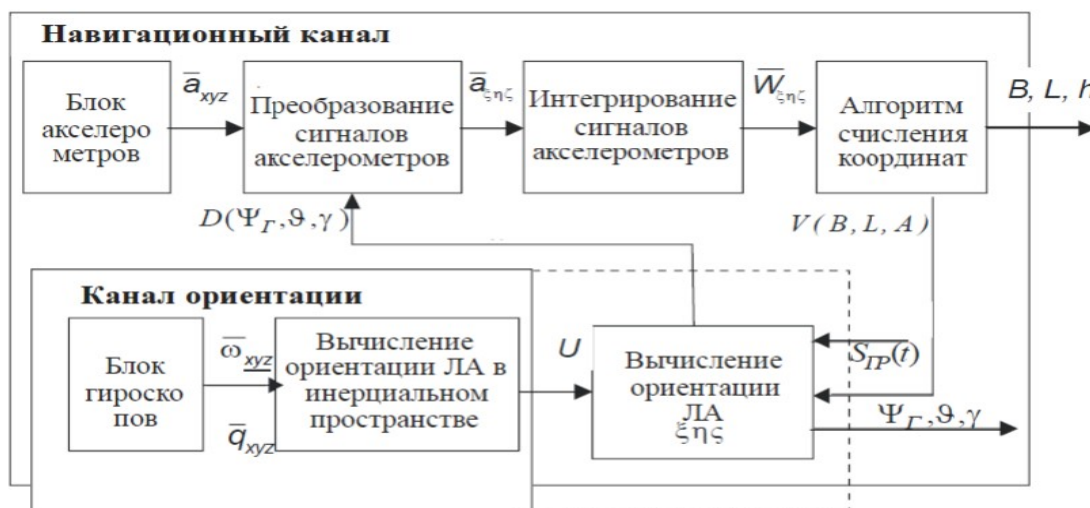 Навигационный канал
Блок
акселеро
метров
a̅xyz
Преобразование
сигналов
акселерометров
a̅ξηζ
Интегрирование
сигналов
акселерометров
W̅ξηζ
Алгоритм
счисления
координат
B, L, h
D(Ψг,ϑ,γ)
V(B,L,A)
Канал ориентации
Блок
гироско
пов
ω̅xyz
q̅xyz
Вычисление
ориентации ЛА в
инерциальном
пространстве
U
Вычисление
ориентации
ЛА
ξης
SГР(t)
Ψг,ϑ,γ